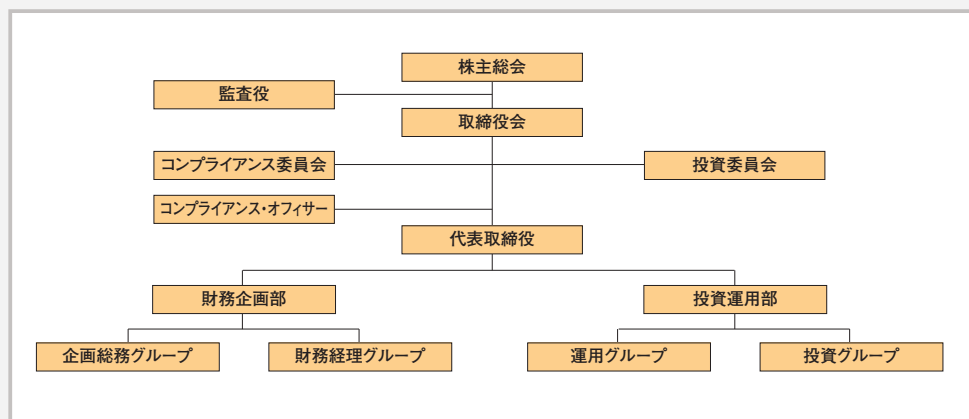 株主総会
監査役
取締役会
コンプライアンス委員会
投資委員会
コンプライアンス・オフィサー
代表取締役
財務企画部
投資運用部
企画総務グループ
財務経理グループ
運用グループ
投資グループ